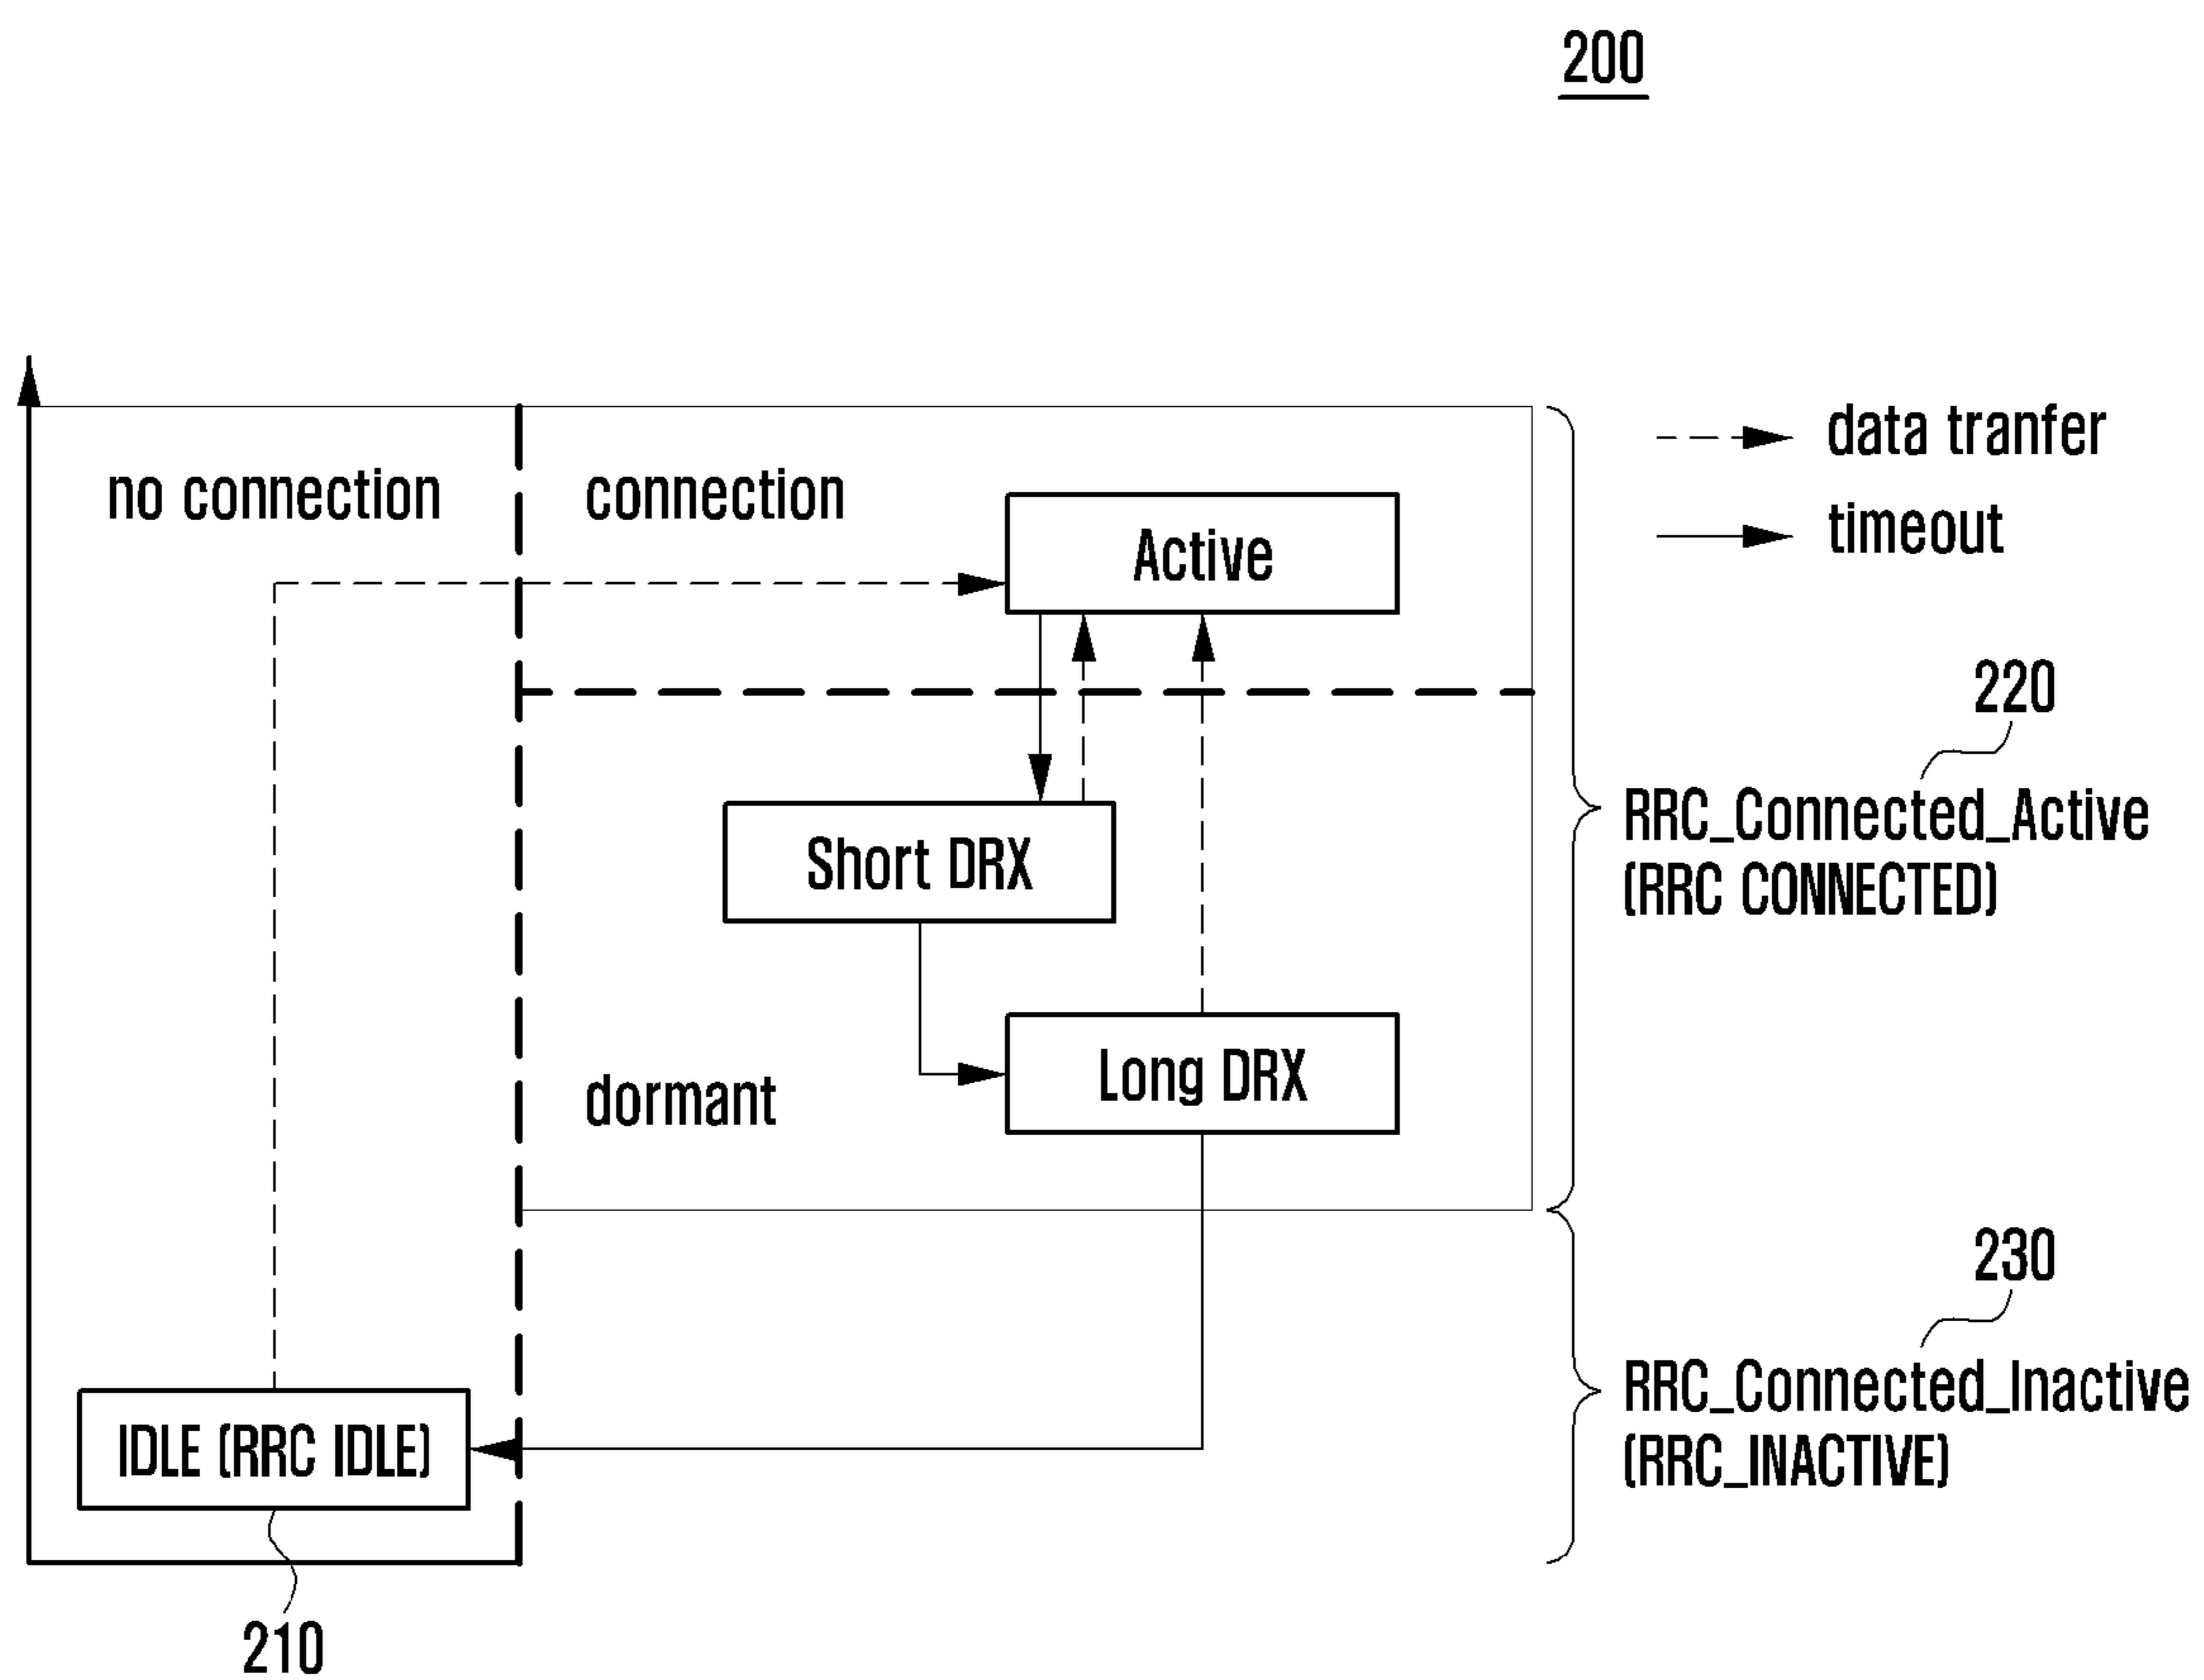 200
no connection
connection
Active
data tranfer
timeout
220
RRC_Connected_Active
(RRC CONNECTED)
Short DRX
Long DRX
dormant
230
RRC_Connected_Inactive
(RRC_INACTIVE)
IDLE (RRC IDLE)
210